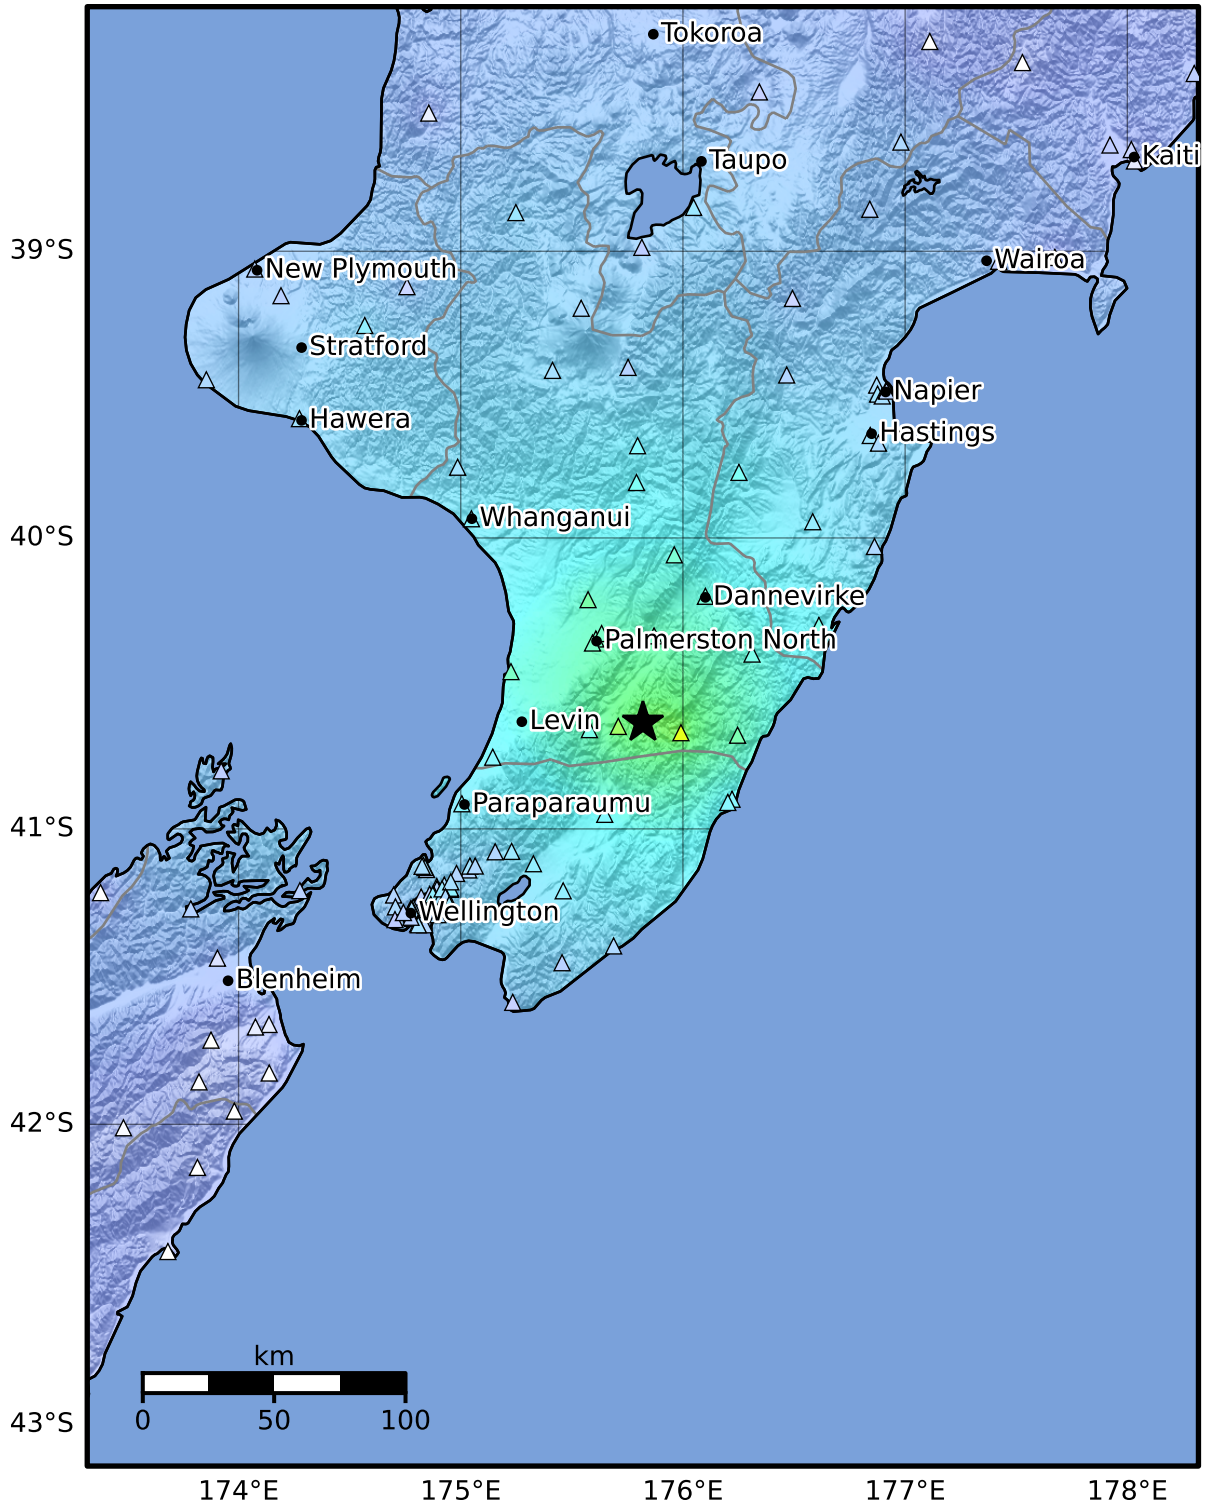 Tokoroa
Taupo
Kaiti
39°S
Wairoa
New Plymouth
Stratford
Napier
Hawera
Hastings
Whanganui
40°S
Dannevirke
Palmerston North
Levin
Paraparaumu
41°S
Wellington
Blenheim
42°S
km
0 50 100
43°S
174°E 175°E 176°E 177°E 178°E